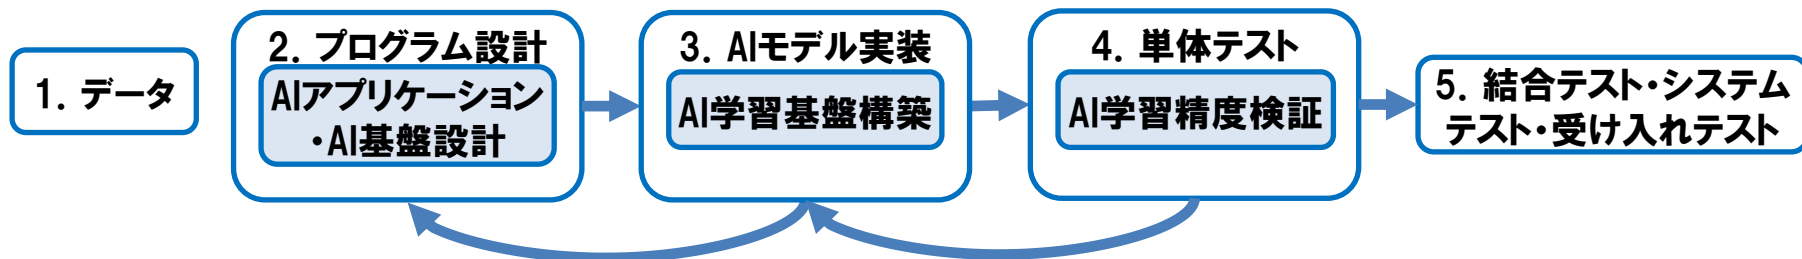 1. データ
2. プログラム設計
AIアプリケーション
・AI基盤設計
3. AIモデル実装
AI学習基盤構築
4. 単体テスト
AI学習精度検証
5. 結合テスト・システム
テスト・受け入れテスト